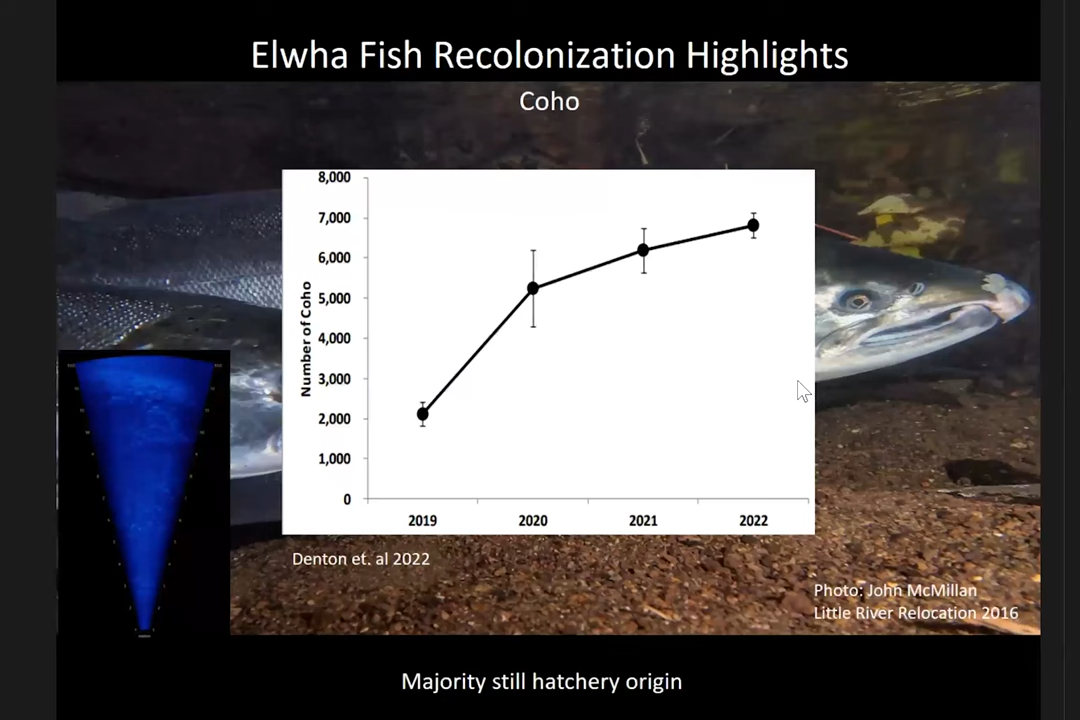 Elwha Fish Recolonization Highlights
Coho
8,000
7,000
6,000
5,000
4,000
3,000
2,000
1,000
0
Number of Coho
2019 2020 2021 2022
Denton et. al 2022
Photo: John McMillan
Little River Relocation 2016
Majority still hatchery origin